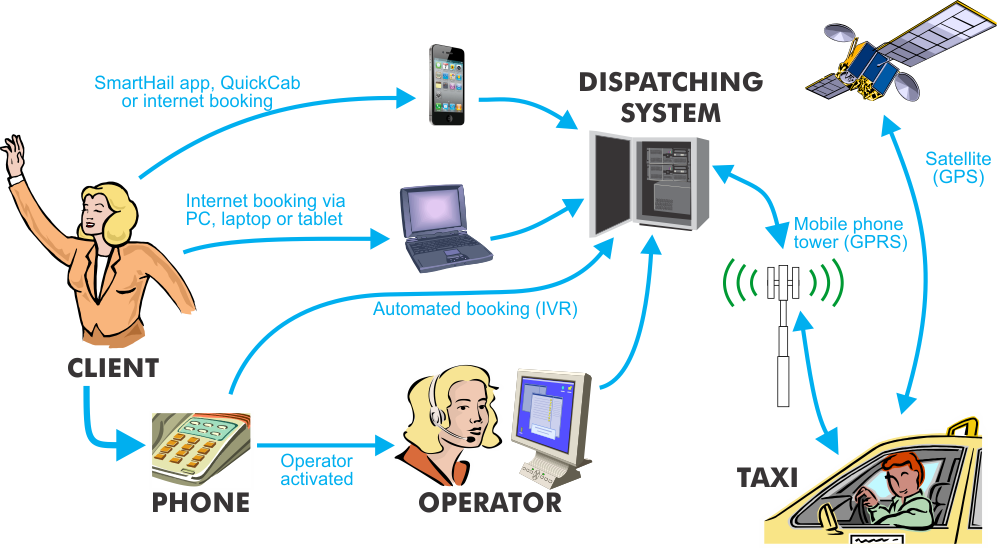 SmartHail app, QuickCab
or internet booking
DISPATCHING
SYSTEM
Satellite
(GPS)
Internet booking via
PC, laptop or tablet
Mobile phone
tower (GPRS)
Automated booking (IVR)
CLIENT
Operator
activated
PHONE
OPERATOR
TAXI